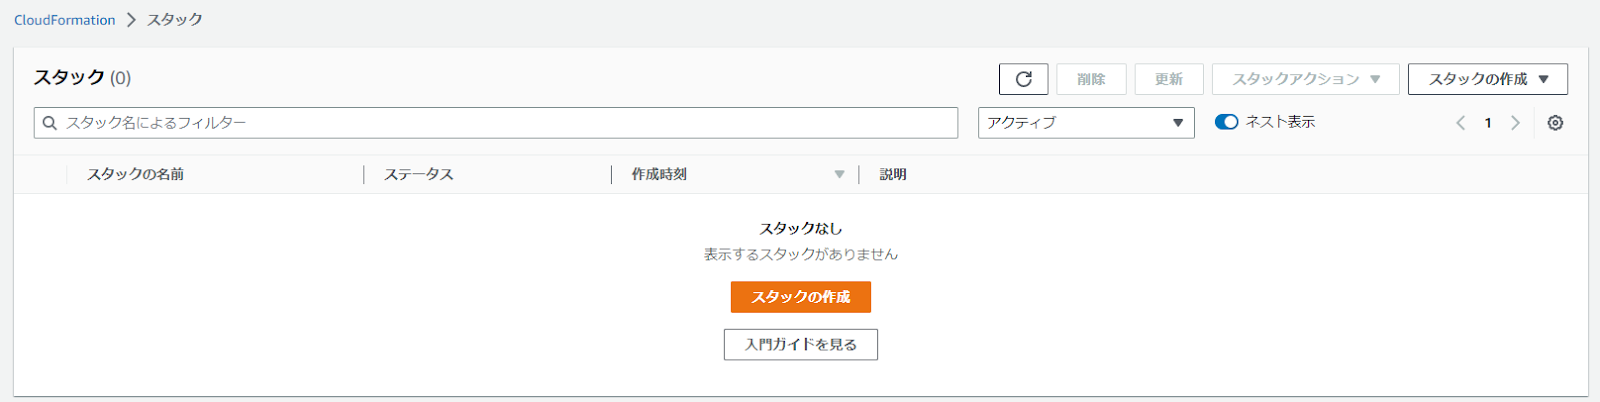 CloudFormation > スタック
スタック (0)
削除 更新 スタックアクション ▼ スタックの作成 ▼
スタック名によるフィルター アクティブ ▼ ネスト表示 < 1 >
スタックの名前 ステータス 作成時刻 ▼ 説明
スタックなし
表示するスタックがありません
スタックの作成
入門ガイドを見る